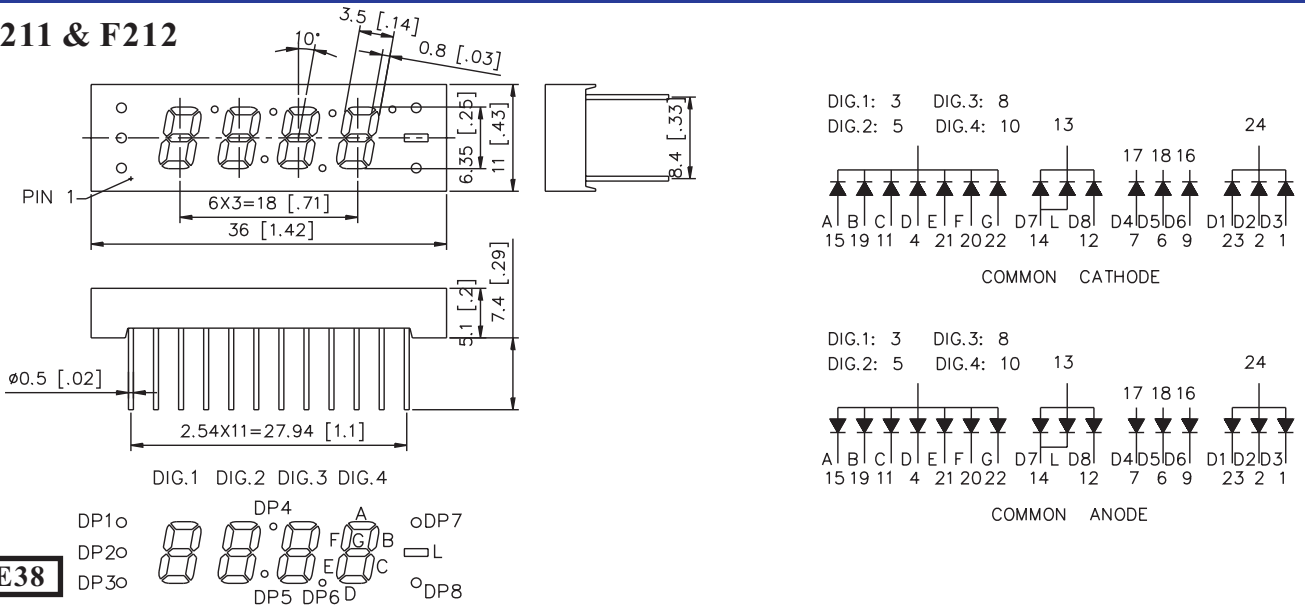 211 & F212
3.5 [.14]
10°
0.8 [.03]
6.35 [.25]
11 [.43]
8.4 [.33]
PIN 1
6X3=18 [.71]
36 [1.42]
5.1 [.2]
7.4 [.29]
ø0.5 [.02]
2.54X11=27.94 [1.1]
DIG.1 DIG.2 DIG.3 DIG.4
DP1 DP4 A DP7
DP2 F G B L
DP3 E C DP8
DP5 DP6 D
E38
DIG.1: 3 DIG.3: 8
DIG.2: 5 DIG.4: 10 13 24
17 18 16
A B C D E F G D7 L D8 D4 D5 D6 D1 D2 D3
15 19 11 4 21 20 22 14 12 7 6 9 23 2 1
COMMON CATHODE
DIG.1: 3 DIG.3: 8
DIG.2: 5 DIG.4: 10 13 24
17 18 16
A B C D E F G D7 L D8 D4 D5 D6 D1 D2 D3
15 19 11 4 21 20 22 14 12 7 6 9 23 2 1
COMMON ANODE